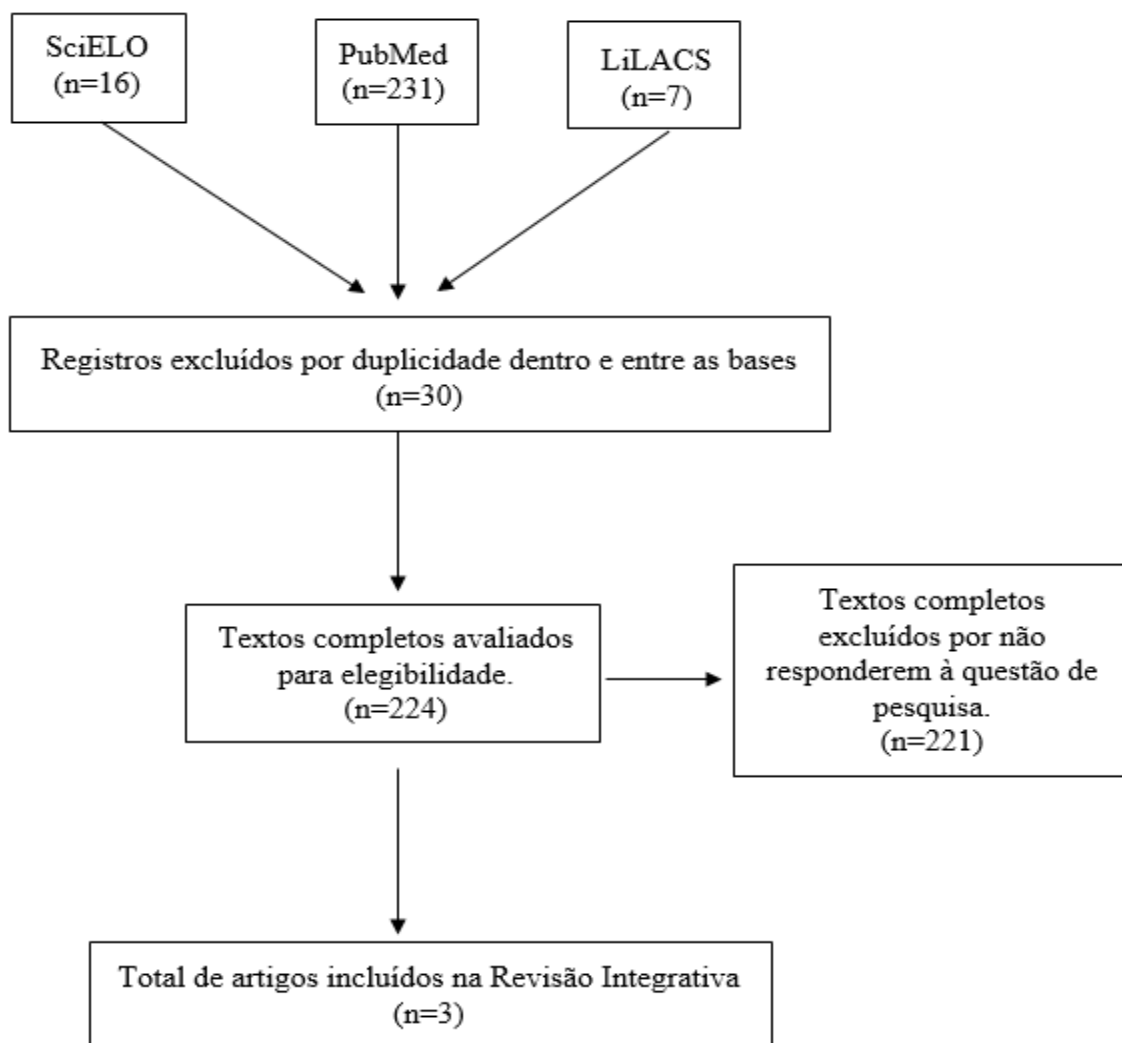 SciELO
(n=16)
PubMed
(n=231)
LiLACS
(n=7)
Registros excluídos por duplicidade dentro e entre as bases
(n=30)
Textos completos avaliados
para elegibilidade.
(n=224)
Textos completos
excluídos por não
responderem à questão de
pesquisa.
(n=221)
Total de artigos incluídos na Revisão Integrativa
(n=3)